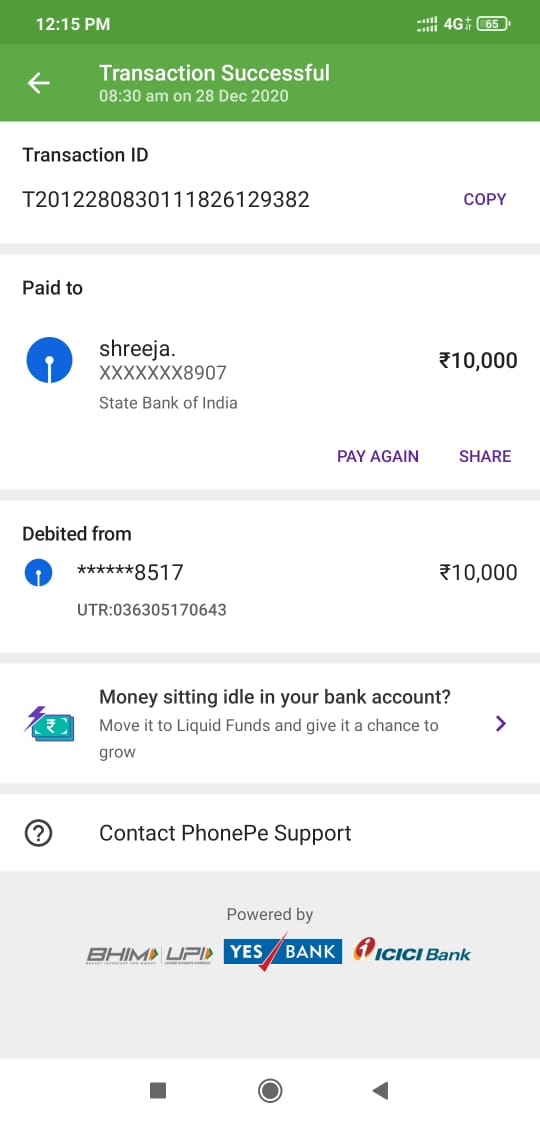 12:15 PM 4G+ 65
Transaction Successful
08:30 am on 28 Dec 2020
Transaction ID
T2012280830111826129382 COPY
Paid to
shreeja. ₹10,000
XXXXXXX8907
State Bank of India
PAY AGAIN SHARE
Debited from
******8517 ₹10,000
UTR:036305170643
Money sitting idle in your bank account?
Move it to Liquid Funds and give it a chance to
grow
Contact PhonePe Support
Powered by
BHIM UPI YES BANK ICICI Bank